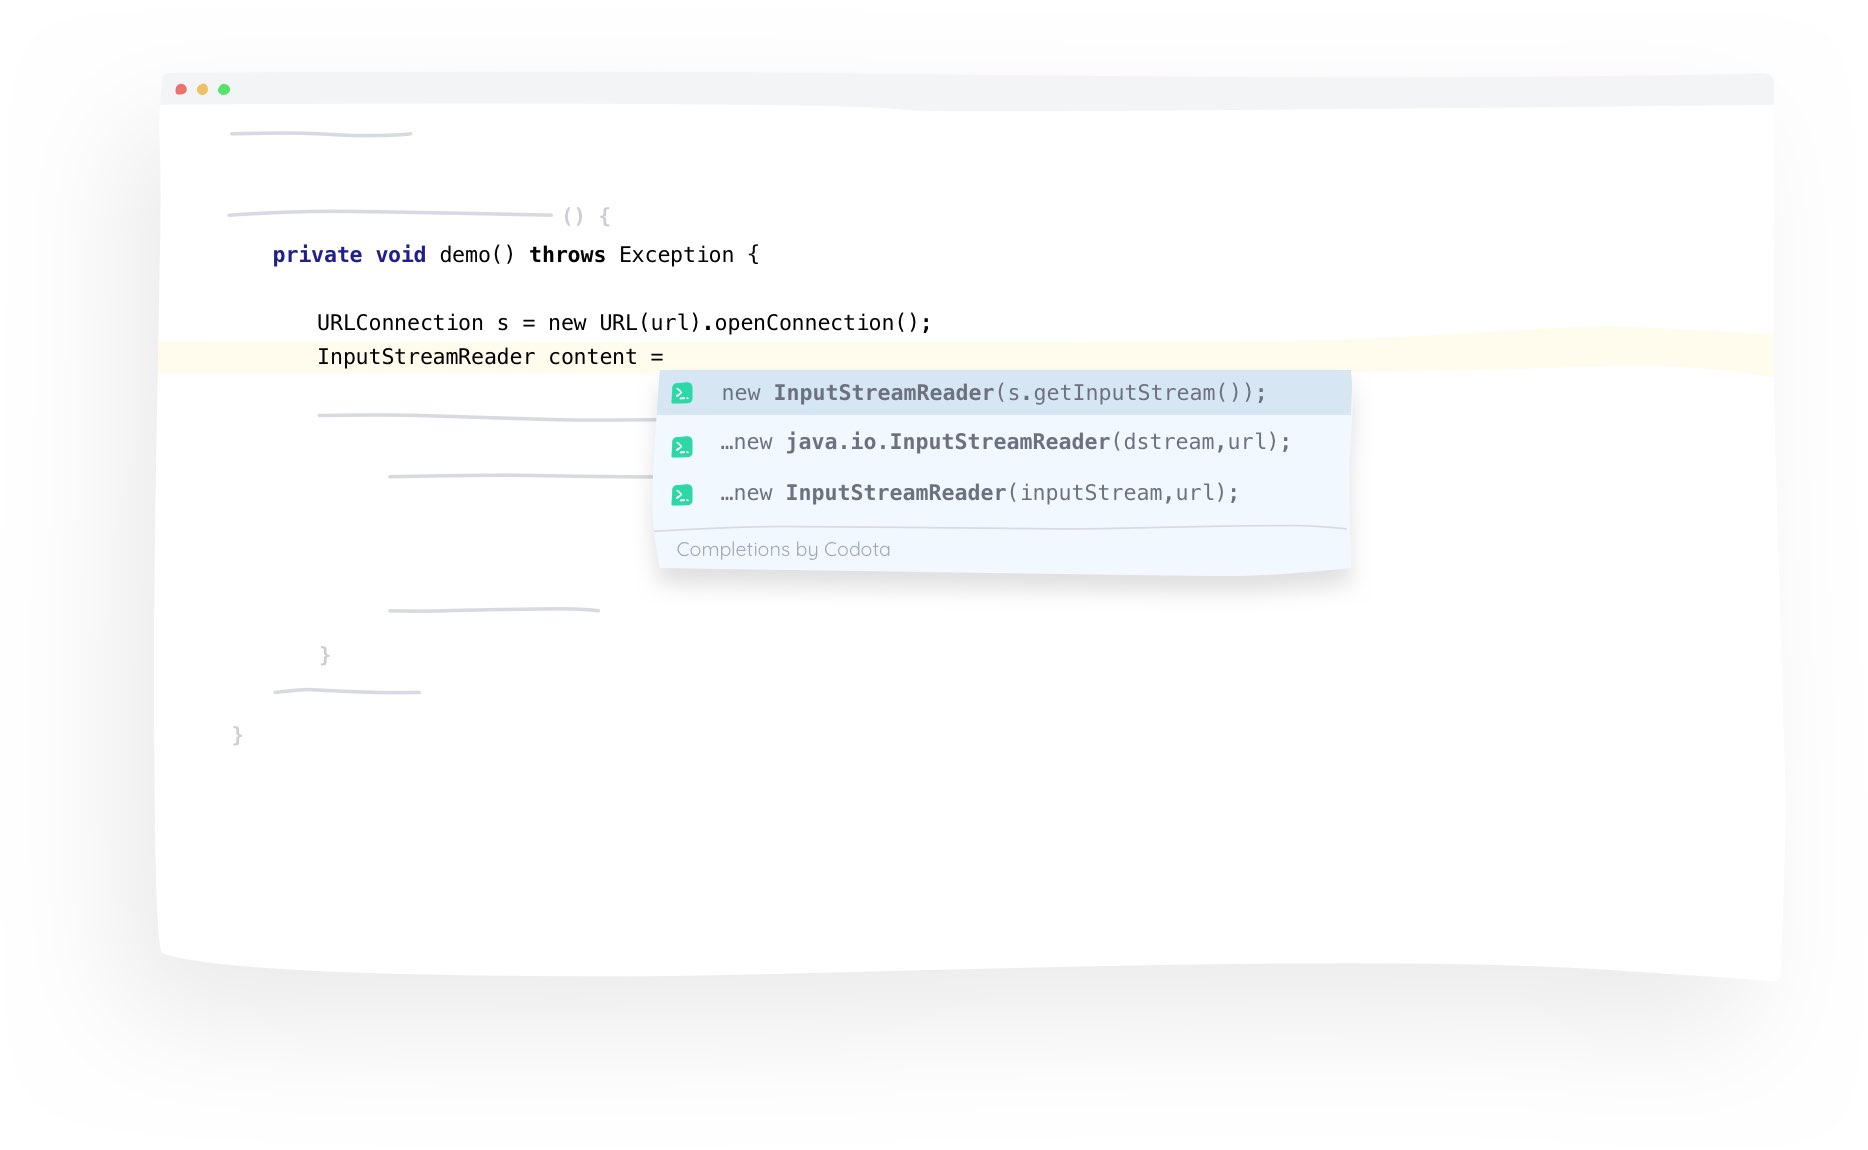 () {
private void demo() throws Exception {
URLConnection s = new URL(url).openConnection();
InputStreamReader content =
new InputStreamReader(s.getInputStream());
…new java.io.InputStreamReader(dstream,url);
…new InputStreamReader(inputStream,url);
Completions by Codota
}
}